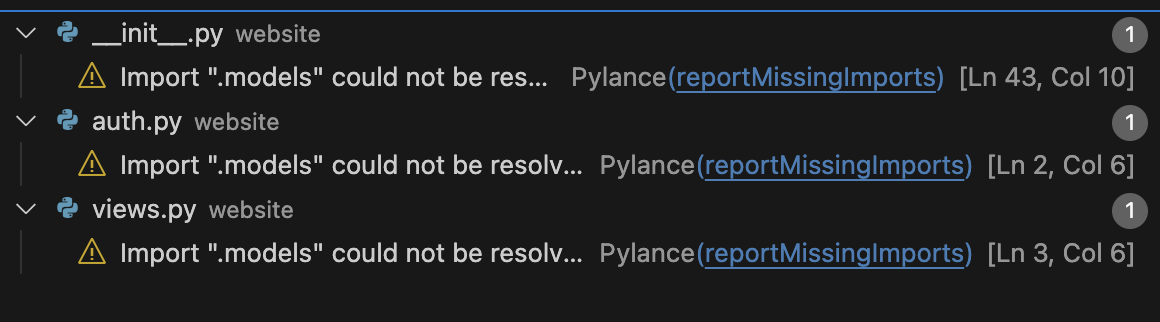 __init__.py website 1
Import ".models" could not be res... Pylance(reportMissingImports) [Ln 43, Col 10]
auth.py website 1
Import ".models" could not be resolv... Pylance(reportMissingImports) [Ln 2, Col 6]
views.py website 1
Import ".models" could not be resolv... Pylance(reportMissingImports) [Ln 3, Col 6]